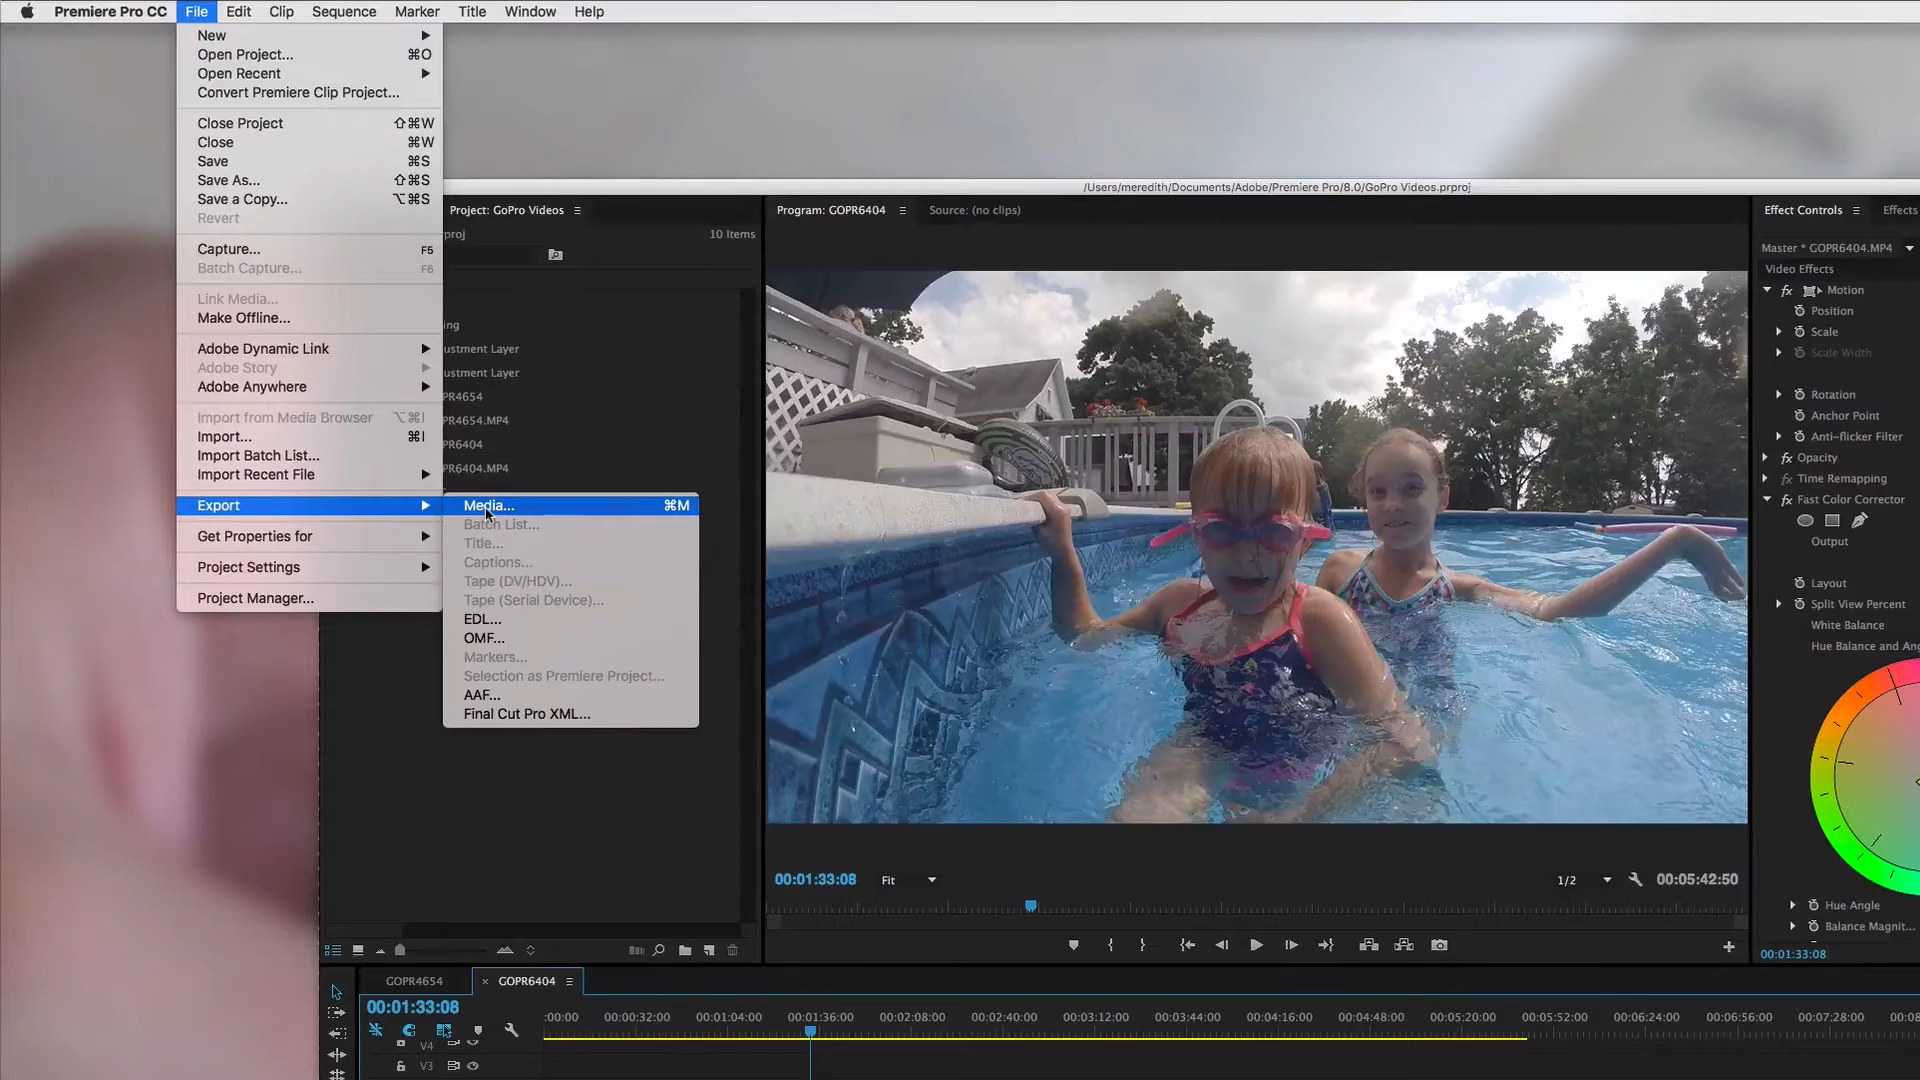 Premiere Pro CC File Edit Clip Sequence Marker Title Window Help
New
Open Project... ⌘O
Open Recent
Convert Premiere Clip Project...
Close Project ⇧⌘W
Close ⌘W
Save ⌘S
Save As... ⇧⌘S
Save a Copy... ⌥⌘S
Revert
Capture... F5
Batch Capture... F6
Link Media...
Make Offline...
Adobe Dynamic Link
Adobe Story
Adobe Anywhere
Import from Media Browser ⌥⌘I
Import... ⌘I
Import Batch List...
Import Recent File
Export
Get Properties for
Project Settings
Project Manager...
Media... ⌘M
Batch List...
Title...
Captions...
Tape (DV/HDV)...
Tape (Serial Device)...
EDL...
OMF...
Markers...
Selection as Premiere Project...
AAF...
Final Cut Pro XML...
/Users/meredith/Documents/Adobe/Premiere Pro/8.0/GoPro Videos.prproj
Project: GoPro Videos
proj
10 Items
ing
ustment Layer
ustment Layer
PR4654
PR4654.MP4
PR6404
PR6404.MP4
Program: GOPR6404
Source: (no clips)
00:01:33:08
Fit
1/2
00:05:42:50
Effect Controls
Effects
Master * GOPR6404.MP4
Video Effects
fx Motion
Position
Scale
Scale Width
Rotation
Anchor Point
Anti-flicker Filter
fx Opacity
fx Time Remapping
fx Fast Color Corrector
Output
Layout
Split View Percent
White Balance
Hue Balance and Ang
Hue Angle
Balance Magnit...
00:01:33:08
GOPR4654
× GOPR6404
00:01:33:08
:00:00 00:00:32:00 00:01:04:00 00:01:36:00 00:02:08:00 00:02:40:00 00:03:12:00 00:03:44:00 00:04:16:00 00:04:48:00 00:05:20:00 00:05:52:00 00:06:24:00 00:06:56:00 00:07:28:00 00:08
V4
V3